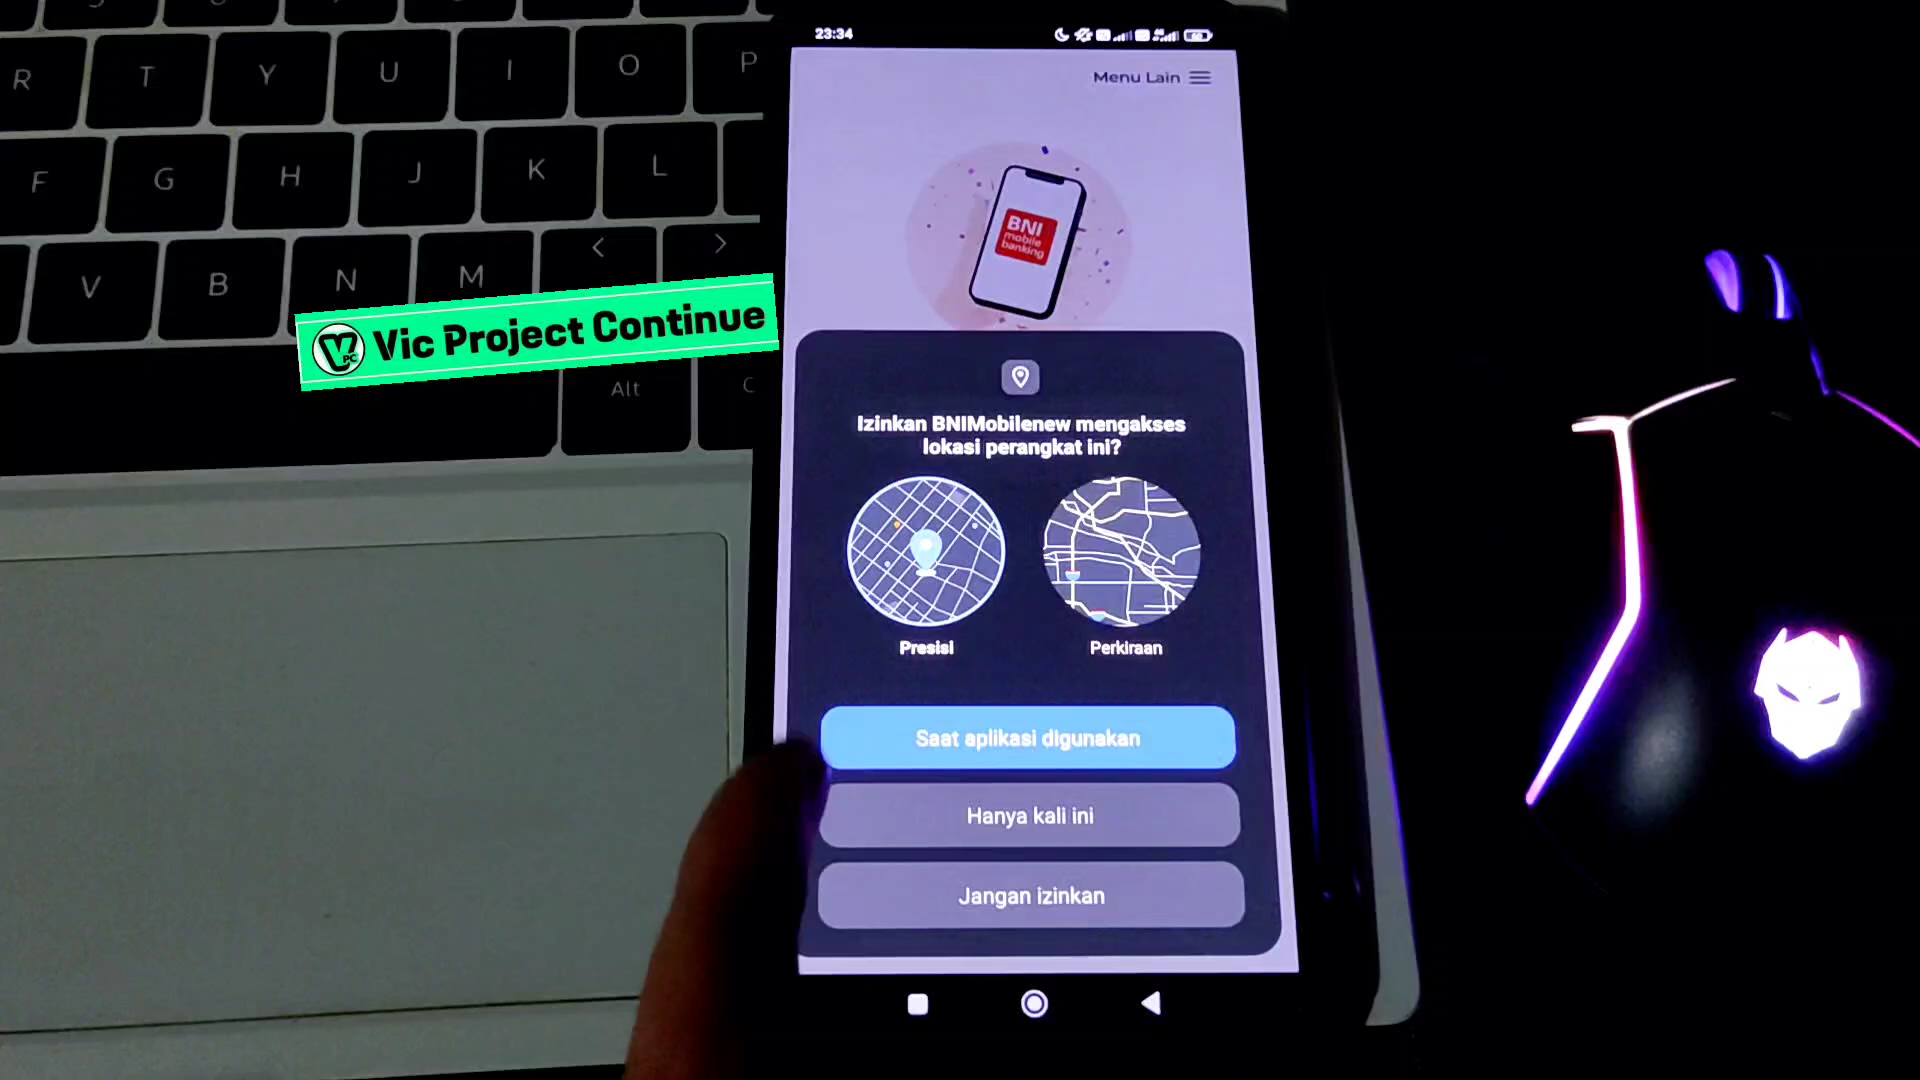 R
T
Y
U
I
O
P
F
G
H
J
K
L
V
B
N
M
<
>
Alt
C
Vic Project Continue
VPC
23:34
Menu Lain
BNI
mobile
banking
Izinkan BNIMobilenew mengakses
lokasi perangkat ini?
Presisi
Perkiraan
Saat aplikasi digunakan
Hanya kali ini
Jangan izinkan